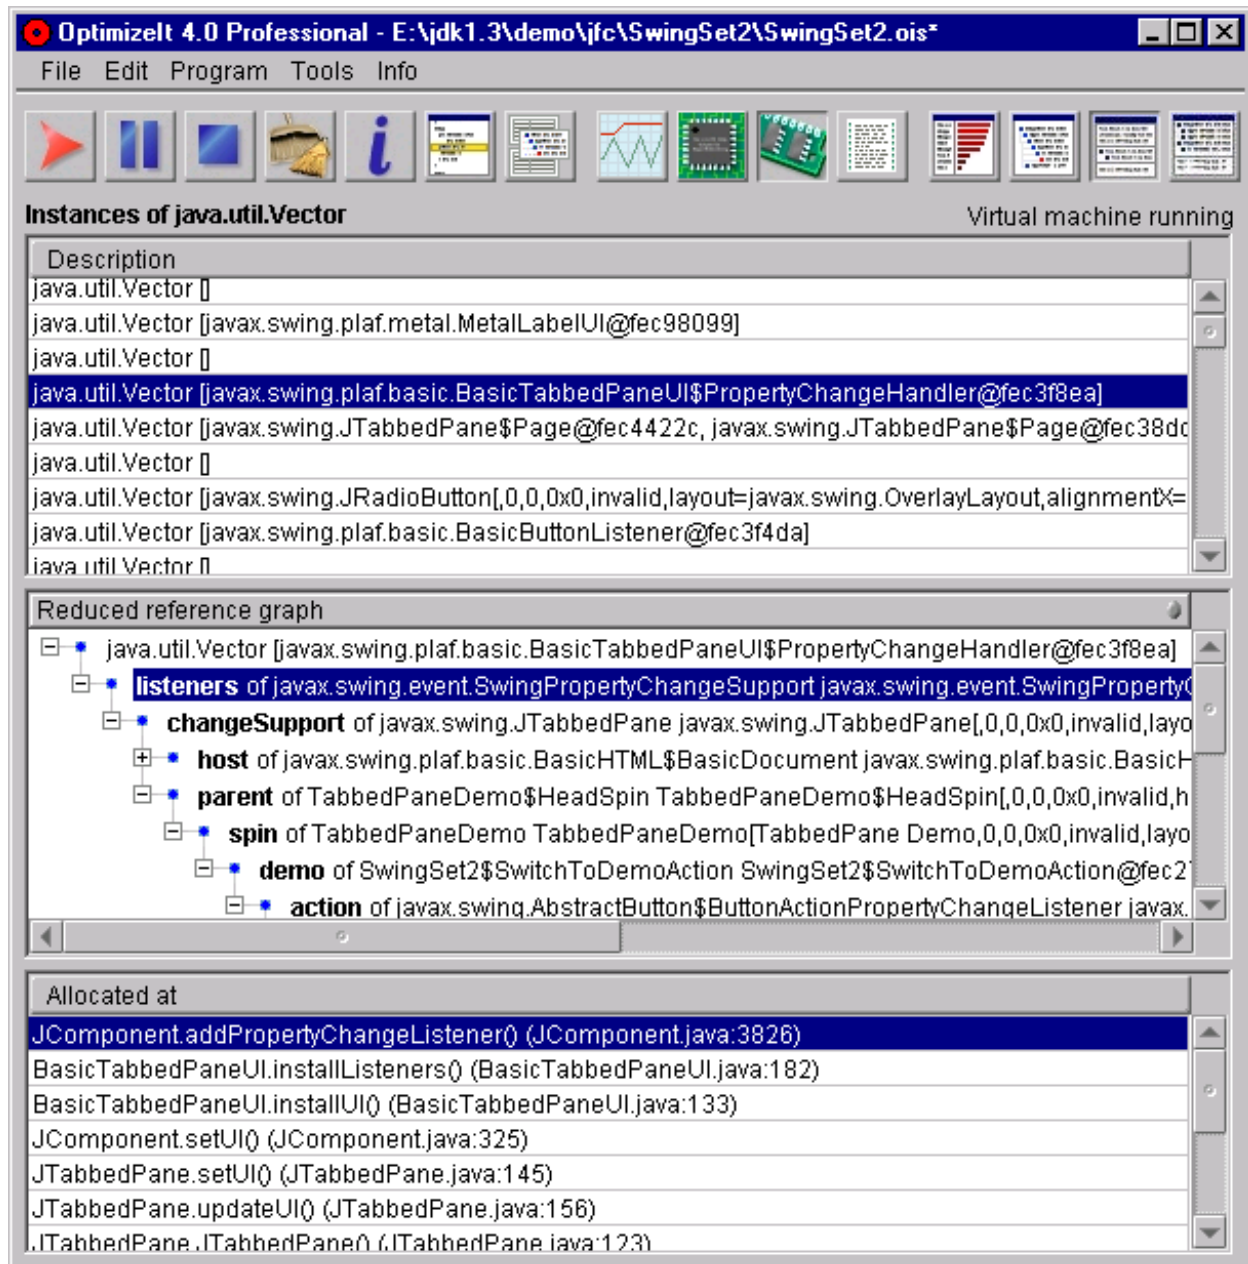 OptimizeIt 4.0 Professional - E:\jdk1.3\demo\jfc\SwingSet2\SwingSet2.ois*
File Edit Program Tools Info
Instances of java.util.Vector
Virtual machine running
Description
java.util.Vector []
java.util.Vector [javax.swing.plaf.metal.MetalLabelUI@fec98099]
java.util.Vector []
java.util.Vector [javax.swing.plaf.basic.BasicTabbedPaneUI$PropertyChangeHandler@fec3f8ea]
java.util.Vector [javax.swing.JTabbedPane$Page@fec4422c, javax.swing.JTabbedPane$Page@fec38dc
java.util.Vector []
java.util.Vector [javax.swing.JRadioButton[,0,0,0x0,invalid,layout=javax.swing.OverlayLayout,alignmentX=
java.util.Vector [javax.swing.plaf.basic.BasicButtonListener@fec3f4da]
java.util.Vector []
Reduced reference graph
java.util.Vector [javax.swing.plaf.basic.BasicTabbedPaneUI$PropertyChangeHandler@fec3f8ea]
listeners of javax.swing.event.SwingPropertyChangeSupport javax.swing.event.SwingPropertyC
changeSupport of javax.swing.JTabbedPane javax.swing.JTabbedPane[,0,0,0x0,invalid,layo
host of javax.swing.plaf.basic.BasicHTML$BasicDocument javax.swing.plaf.basic.BasicH
parent of TabbedPaneDemo$HeadSpin TabbedPaneDemo$HeadSpin[,0,0,0x0,invalid,h
spin of TabbedPaneDemo TabbedPaneDemo[TabbedPane Demo,0,0,0x0,invalid,layo
demo of SwingSet2$SwitchToDemoAction SwingSet2$SwitchToDemoAction@fec2
action of javax.swing.AbstractButton$ButtonActionPropertyChangeListener javax.
Allocated at
JComponent.addPropertyChangeListener() (JComponent.java:3826)
BasicTabbedPaneUI.installListeners() (BasicTabbedPaneUI.java:182)
BasicTabbedPaneUI.installUI() (BasicTabbedPaneUI.java:133)
JComponent.setUI() (JComponent.java:325)
JTabbedPane.setUI() (JTabbedPane.java:145)
JTabbedPane.updateUI() (JTabbedPane.java:156)
JTabbedPane.JTabbedPane() (JTabbedPane.java:123)